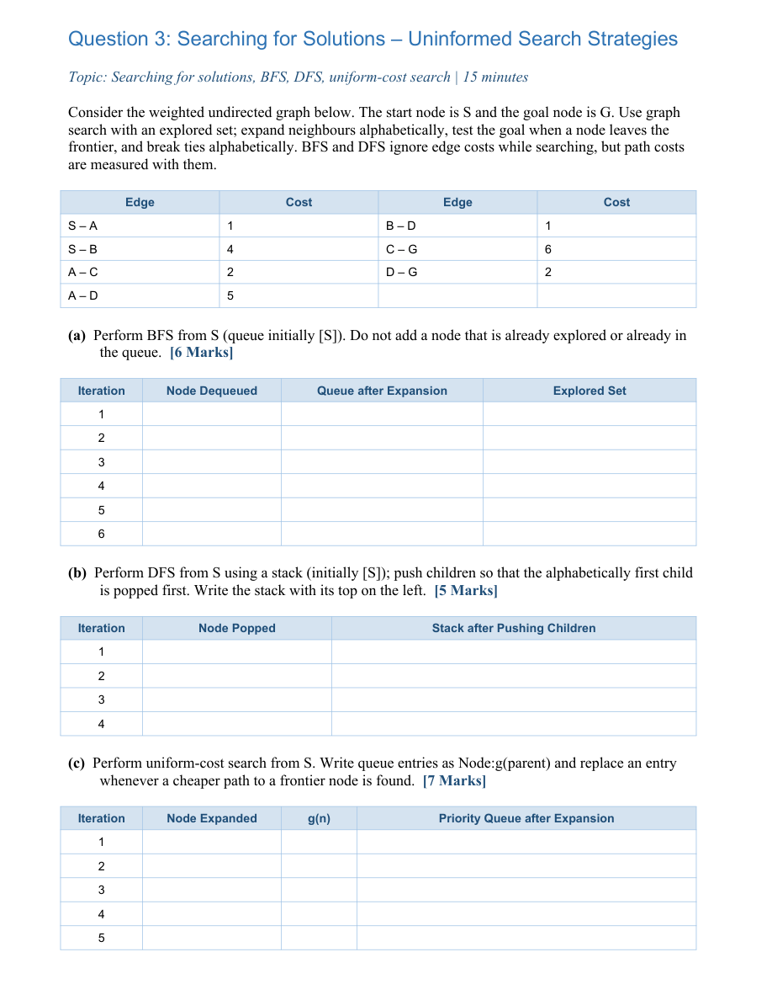 Question 3: Searching for Solutions – Uninformed Search Strategies
Topic: Searching for solutions, BFS, DFS, uniform-cost search | 15 minutes
Consider the weighted undirected graph below. The start node is S and the goal node is G. Use graph
search with an explored set; expand neighbours alphabetically, test the goal when a node leaves the
frontier, and break ties alphabetically. BFS and DFS ignore edge costs while searching, but path costs
are measured with them.
Edge Cost Edge Cost
S – A 1 B – D 1
S – B 4 C – G 6
A – C 2 D – G 2
A – D 5
(a) Perform BFS from S (queue initially [S]). Do not add a node that is already explored or already in
the queue. [6 Marks]
Iteration Node Dequeued Queue after Expansion Explored Set
1
2
3
4
5
6
(b) Perform DFS from S using a stack (initially [S]); push children so that the alphabetically first child
is popped first. Write the stack with its top on the left. [5 Marks]
Iteration Node Popped Stack after Pushing Children
1
2
3
4
(c) Perform uniform-cost search from S. Write queue entries as Node:g(parent) and replace an entry
whenever a cheaper path to a frontier node is found. [7 Marks]
Iteration Node Expanded g(n) Priority Queue after Expansion
1
2
3
4
5